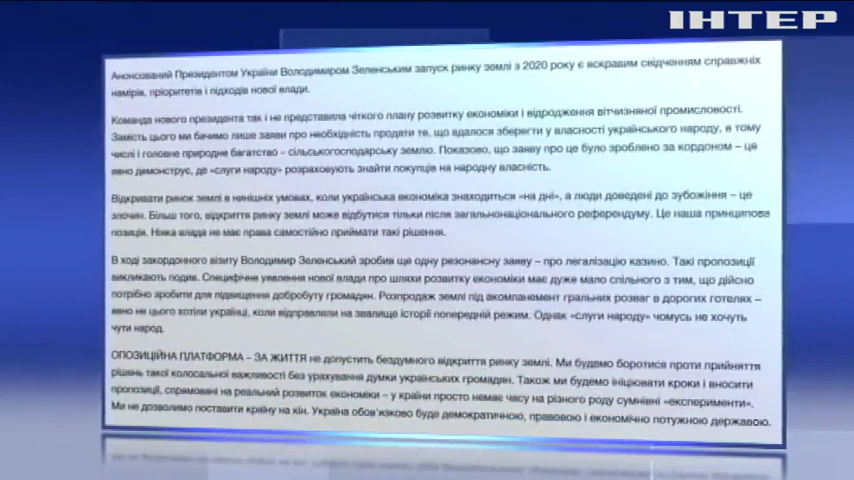 ІНТЕР
Анонсований Президентом України Володимиром Зеленським запуск ринку землі з 2020 року є яскравим свідченням справжніх
намірів, пріоритетів і підходів нової влади.
Команда нового президента так і не представила чіткого плану розвитку економіки і відродження вітчизняної промисловості.
Замість цього ми бачимо лише заяви про необхідність продати те, що вдалося зберегти у власності українського народу, в тому
числі і головне природне багатство – сільськогосподарську землю. Показово, що заяву про це було зроблено за кордоном – це
явно демонструє, де «слуги народу» розраховують знайти покупців на народну власність.
Відкривати ринок землі в нинішніх умовах, коли українська економіка знаходиться «на дні», а люди доведені до зубожіння – це
злочин. Більш того, відкриття ринку землі може відбутися тільки після загальнонаціонального референдуму. Це наша принципова
позиція. Ніяка влада не має права самостійно приймати такі рішення.
В ході закордонного візиту Володимир Зеленський зробив ще одну резонансну заяву – про легалізацію казино. Такі пропозиції
викликають подив. Специфічне уявлення нової влади про шляхи розвитку економіки має дуже мало спільного з тим, що дійсно
потрібно зробити для підвищення добробуту громадян. Розпродаж землі під акомпанемент гральних розваг в дорогих готелях –
явно не цього хотіли українці, коли відправляли на звалище історії попередній режим. Однак «слуги народу» чомусь не хочуть
чути народ.
ОПОЗИЦІЙНА ПЛАТФОРМА – ЗА ЖИТТЯ не допустить бездумного відкриття ринку землі. Ми будемо боротися проти прийняття
рішень такої колосальної важливості без урахування думки українських громадян. Також ми будемо ініціювати кроки і вносити
пропозиції, спрямовані на реальний розвиток економіки – у країни просто немає часу на різного роду сумнівні «експерименти».
Ми не дозволимо поставити країну на кін. Україна обов'язково буде демократичною, правовою і економічно потужною державою.